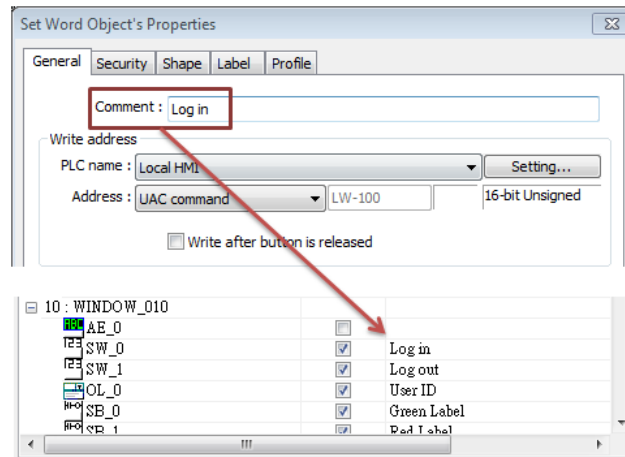 Set Word Object's Properties
General Security Shape Label Profile
Comment : Log in
Write address
PLC name : Local HMI Setting...
Address : UAC command LW-100 16-bit Unsigned
Write after button is released
10 : WINDOW_010
AE_0
SW_0 Log in
SW_1 Log out
OL_0 User ID
SB_0 Green Label
SB_1 Red Label